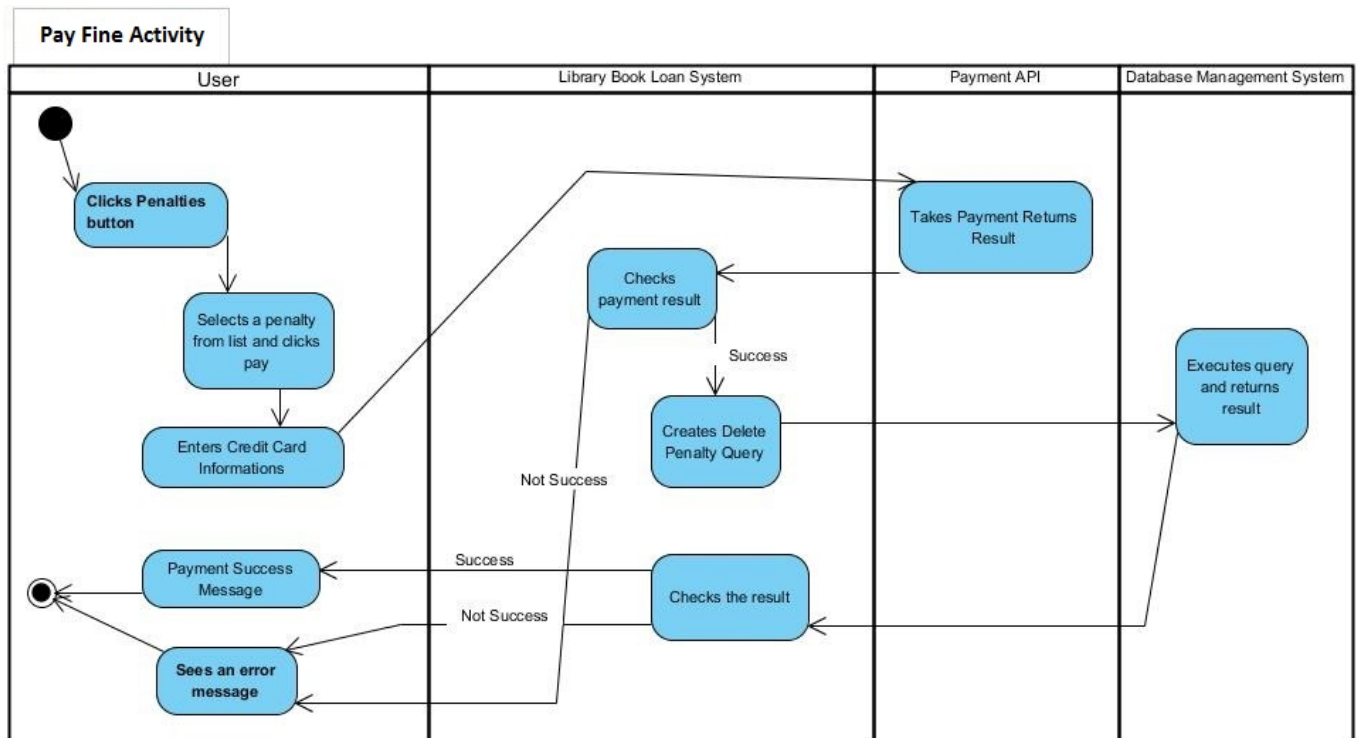 Pay Fine Activity
User
Library Book Loan System
Payment API
Database Management System
Clicks Penalties
button
Selects a penalty
from list and clicks
pay
Enters Credit Card
Informations
Takes Payment Returns
Result
Checks
payment result
Success
Not Success
Creates Delete
Penalty Query
Executes query
and returns
result
Checks the result
Success
Not Success
Payment Success
Message
Sees an error
message